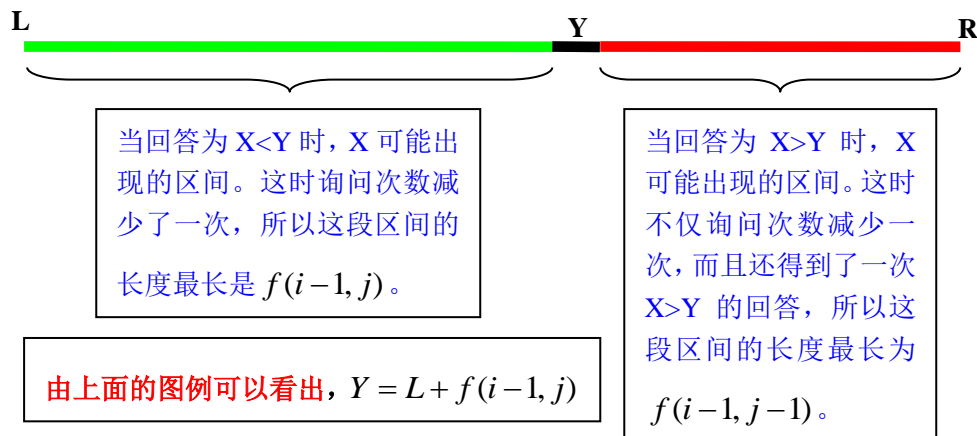 L
Y
R
当回答为 X<Y 时，X 可能出
现的区间。这时询问次数减
少了一次，所以这段区间的
长度最长是 f(i−1, j) 。
当回答为 X>Y 时，X
可能出现的区间。这时
不仅询问次数减少一
次，而且还得到了一次
X>Y 的回答，所以这
段区间的长度最长为
f(i−1, j−1) 。
由上面的图例可以看出，Y = L + f(i−1, j)